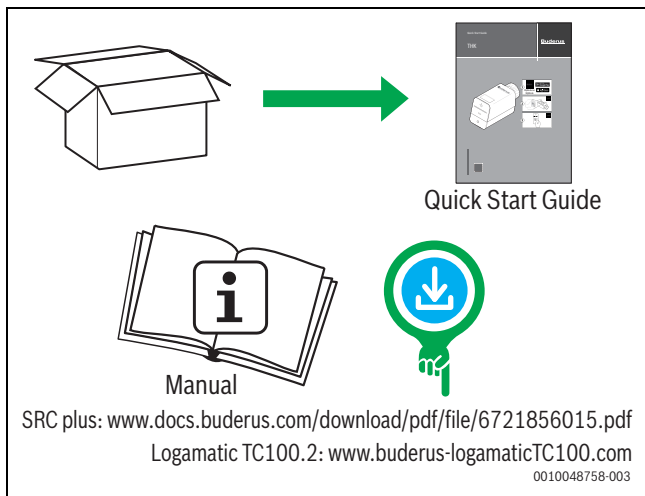 THK
Buderus
Quick Start Guide
i
Manual
SRC plus: www.docs.buderus.com/download/pdf/file/6721856015.pdf
Logamatic TC100.2: www.buderus-logamaticTC100.com
0010048758-003